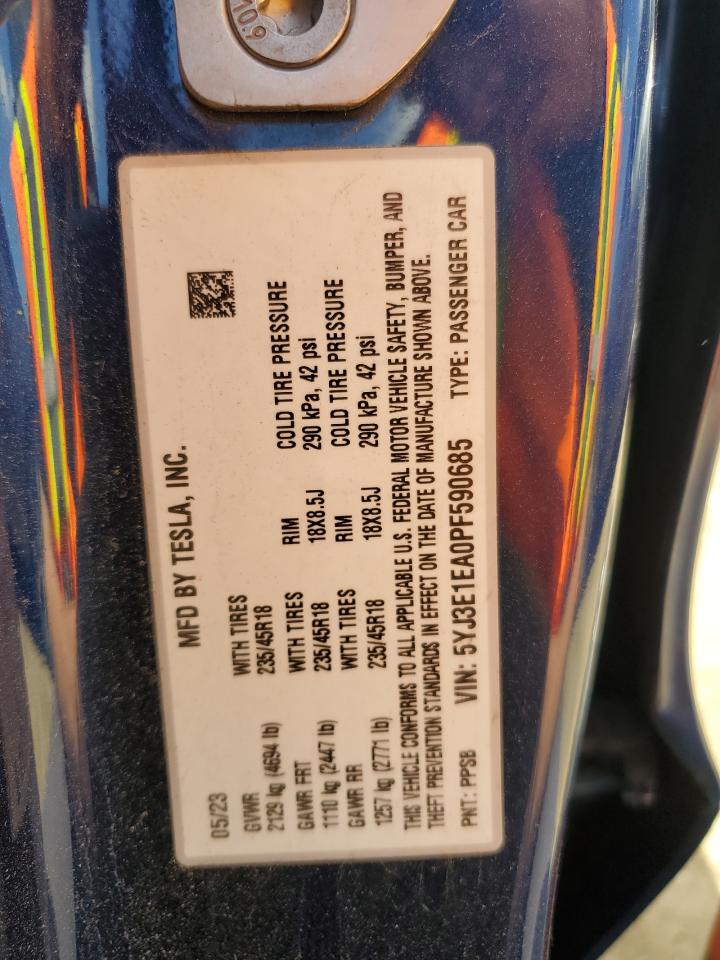 MFD BY TESLA, INC.
05/23
GVWR WITH TIRES
2129 kg (4694 lb) 235/45R18
GAWR FRT WITH TIRES RIM COLD TIRE PRESSURE
1110 kg (2447 lb) 235/45R18 18X8.5J 290 kPa, 42 psi
GAWR RR WITH TIRES RIM COLD TIRE PRESSURE
1257 kg (2771 lb) 235/45R18 18X8.5J 290 kPa, 42 psi
THIS VEHICLE CONFORMS TO ALL APPLICABLE U.S. FEDERAL MOTOR VEHICLE SAFETY, BUMPER, AND
THEFT PREVENTION STANDARDS IN EFFECT ON THE DATE OF MANUFACTURE SHOWN ABOVE.
PNT: PPSB VIN: 5YJ3E1EA0PF590685 TYPE: PASSENGER CAR